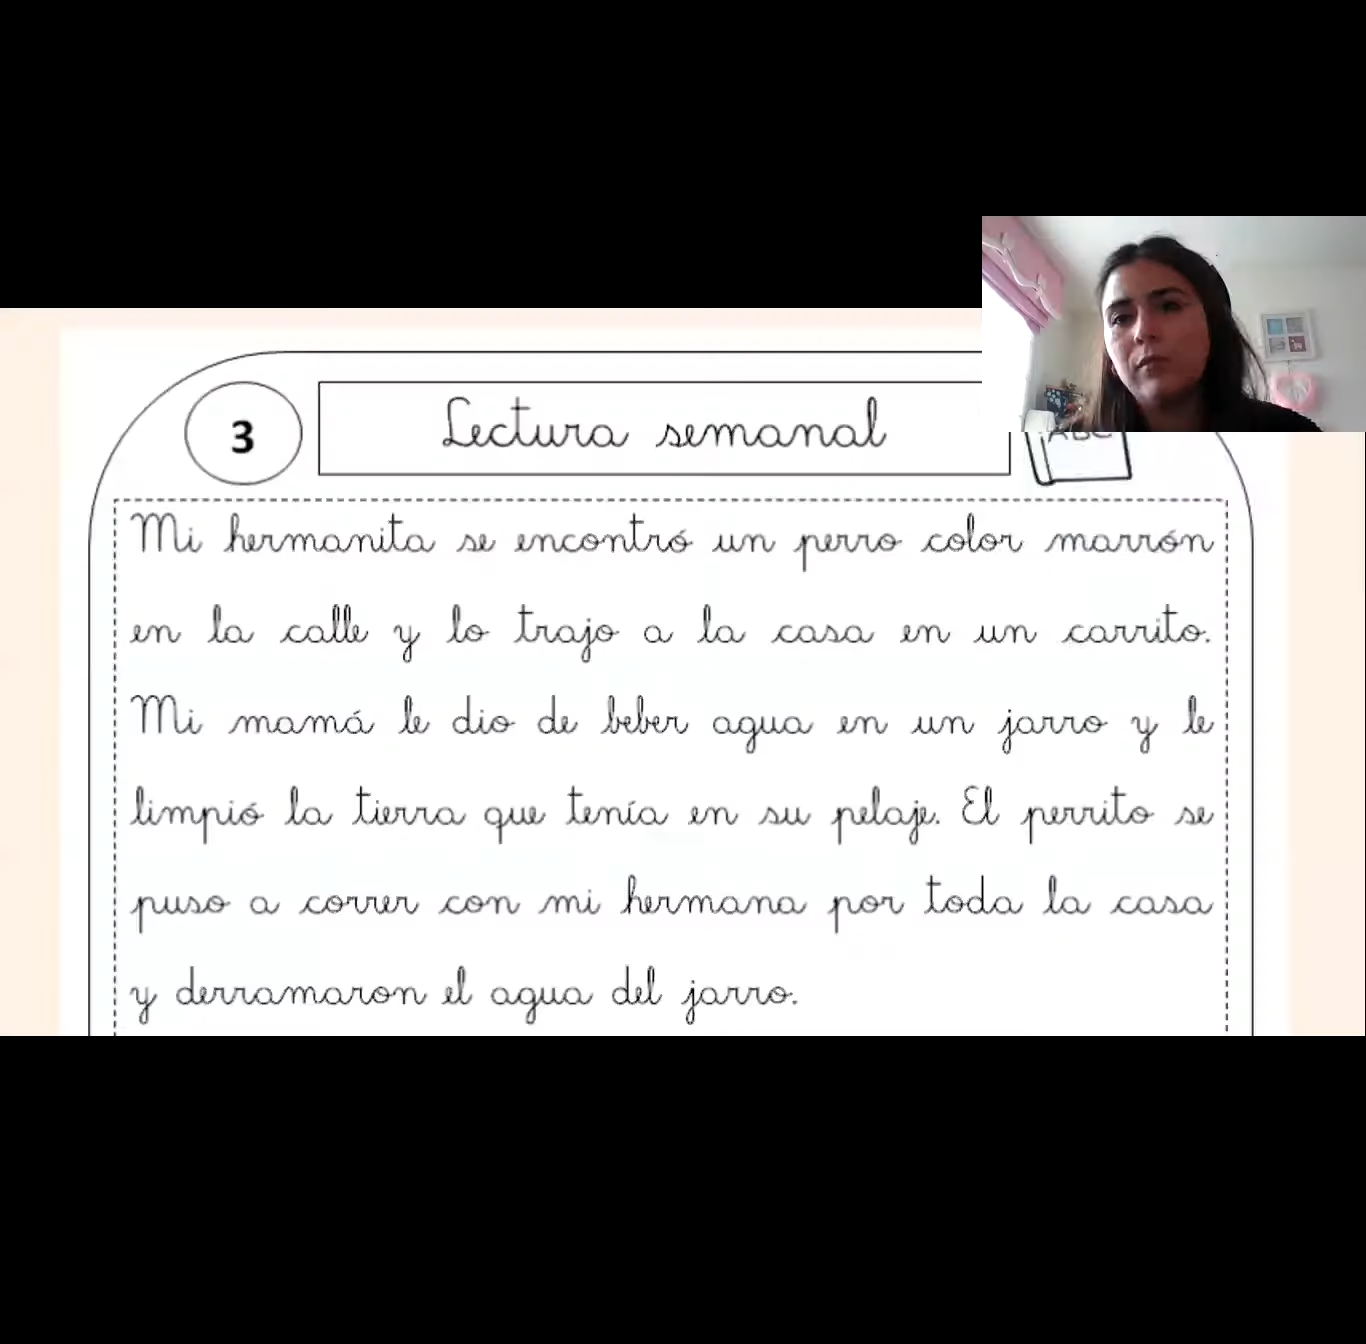 3
Lectura semanal
ABC
Mi hermanita se encontró un perro color marrón
en la calle y lo trajo a la casa en un carrito.
Mi mamá le dio de beber agua en un jarro y le
limpió la tierra que tenía en su pelaje. El perrito se
puso a correr con mi hermana por toda la casa
y derramaron el agua del jarro.